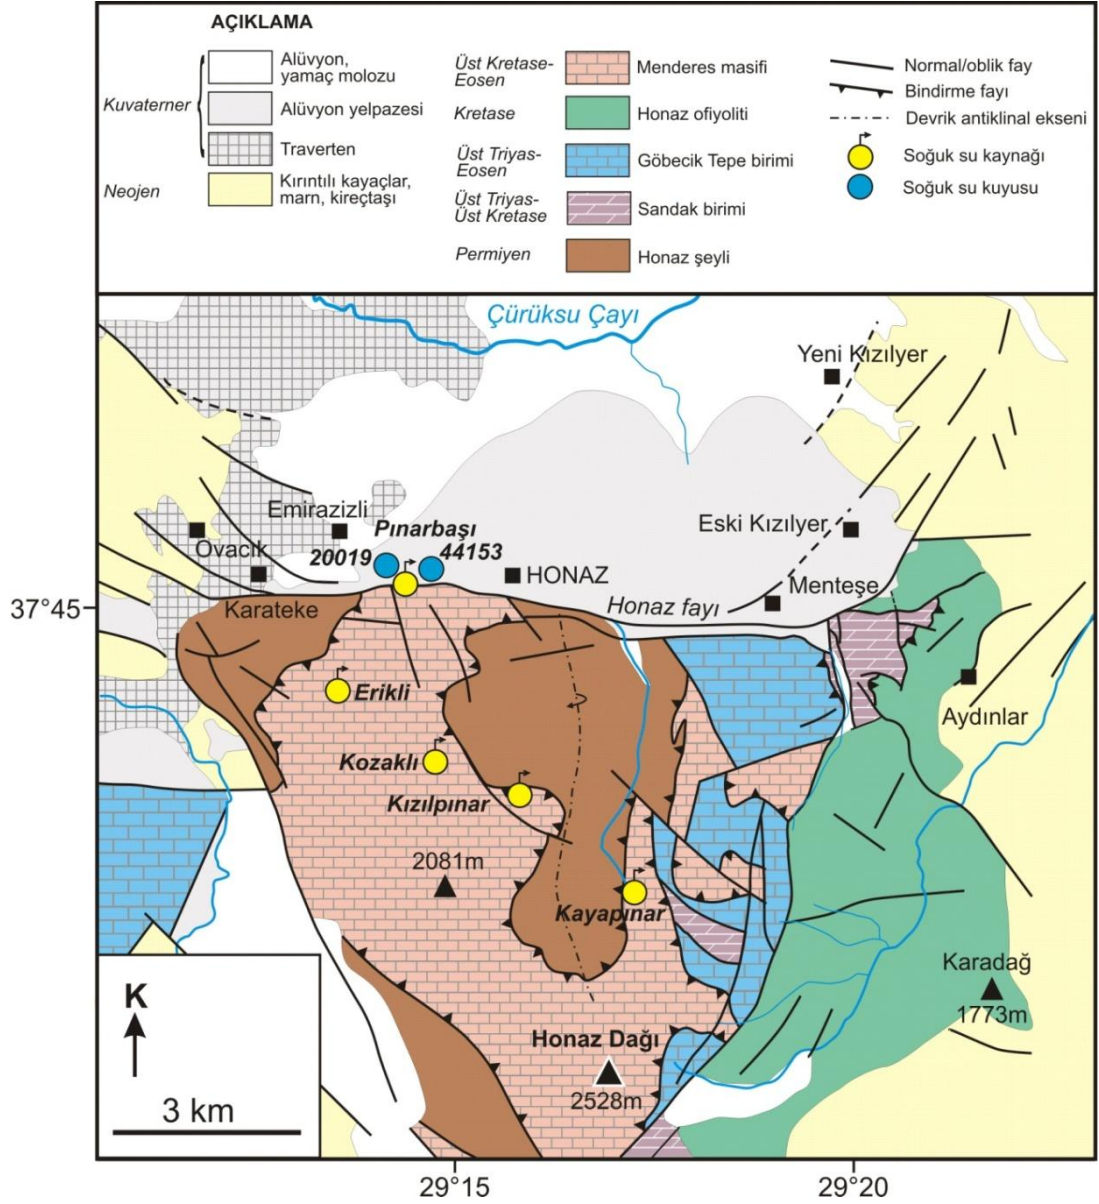 AÇIKLAMA
Kuvaterner
Alüvyon,
yamaç molozu
Alüvyon yelpazesi
Traverten
Neojen
Kırıntılı kayaçlar,
marn, kireçtaşı
Üst Kretase-
Eosen
Menderes masifi
Kretase
Honaz ofiyoliti
Üst Triyas-
Eosen
Göbecik Tepe birimi
Üst Triyas-
Üst Kretase
Sandak birimi
Permiyen
Honaz şeyli
Normal/oblik fay
Bindirme fayı
Devrik antiklinal ekseni
Soğuk su kaynağı
Soğuk su kuyusu
Çürüksu Çayı
Yeni Kızılyer
Emirazizli
Pınarbaşı
Eski Kızılyer
Ovacık
20019
44153
HONAZ
Menteşe
37°45
Karateke
Honaz fayı
Erikli
Aydınlar
Kozaklı
Kızılpınar
2081m
Kayapınar
Karadağ
1773m
K
Honaz Dağı
2528m
3 km
29°15
29°20